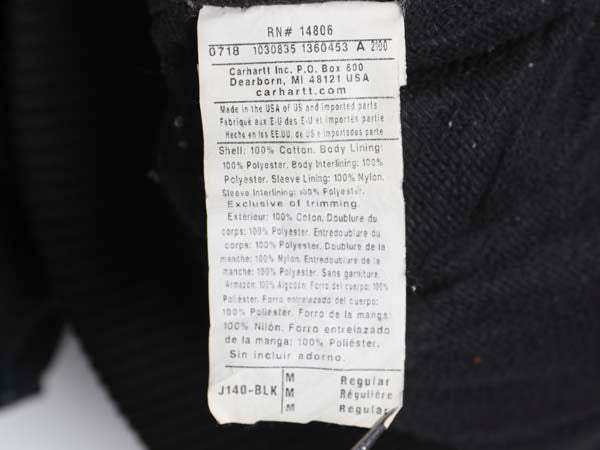 RN# 14806
0718 1030835 1360453 A 2100
Carhartt Inc. P.O. Box 600
Dearborn, MI 48121 USA
carhartt.com
Made in the USA of US and imported parts
Fabriqué aux E-U des E-U et importés partie
Hecho en los EE.UU. de US e importadas parte
Shell: 100% Cotton. Body Lining:
100% Polyester. Body Interlining: 100%
Polyester. Sleeve Lining: 100% Nylon.
Sleeve Interlining: 100% Polyester.
Exclusive of trimming.
Extérieur: 100% Coton. Doublure du
corps: 100% Polyester. Entredoublure du
corps: 100% Polyester. Doublure de la
manche: 100% Nylon. Entredoublure de la
manche: 100% Polyester. Sans garniture.
Armazón: 100% Algodón. Forro del cuerpo: 100%
Poliéster. Forro entrelazado del cuerpo:
100% Poliéster. Forro de la manga:
100% Nilón. Forro entrelazado
de la manga: 100% Poliéster.
Sin incluir adorno.
J140-BLK M Regular
M Régulière
M Regular